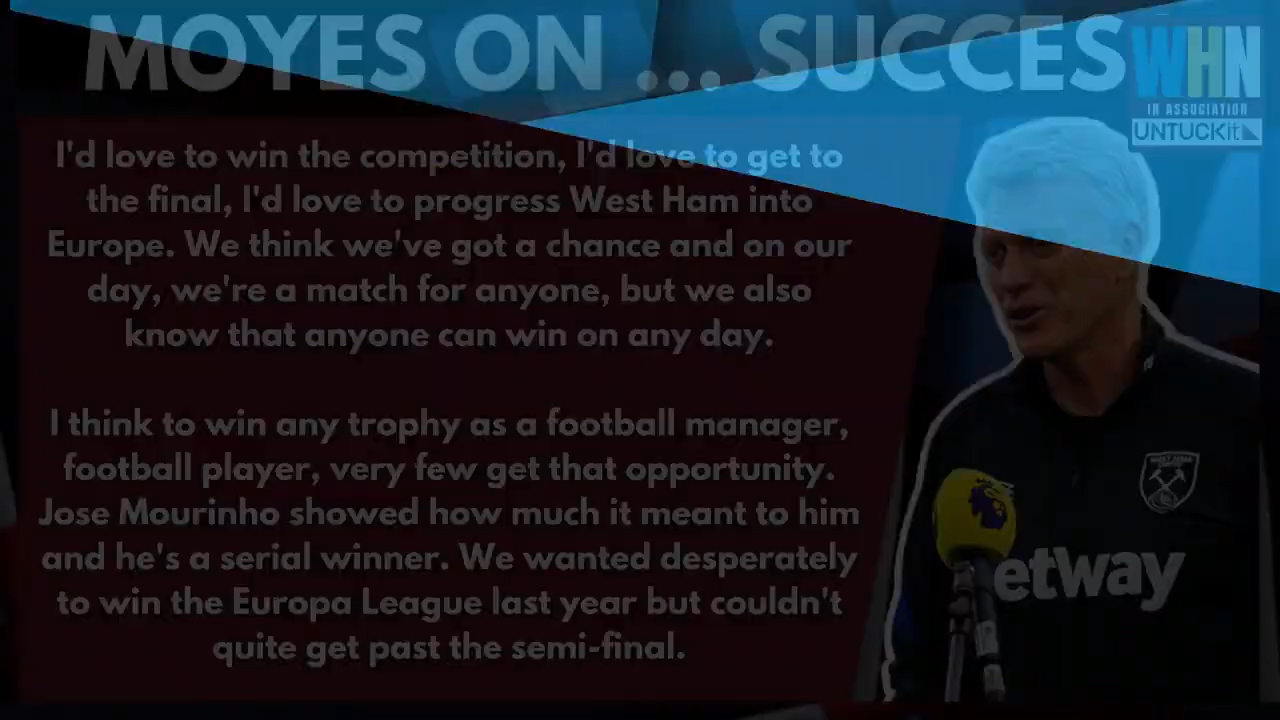 MOYES ON ... SUCCES
WHN
IN ASSOCIATION
UNTUCKit
I'd love to win the competition, I'd love to get to
the final, I'd love to progress West Ham into
Europe. We think we've got a chance and on our
day, we're a match for anyone, but we also
know that anyone can win on any day.
I think to win any trophy as a football manager,
football player, very few get that opportunity.
Jose Mourinho showed how much it meant to him
and he's a serial winner. We wanted desperately
to win the Europa League last year but couldn't
quite get past the semi-final.
etway